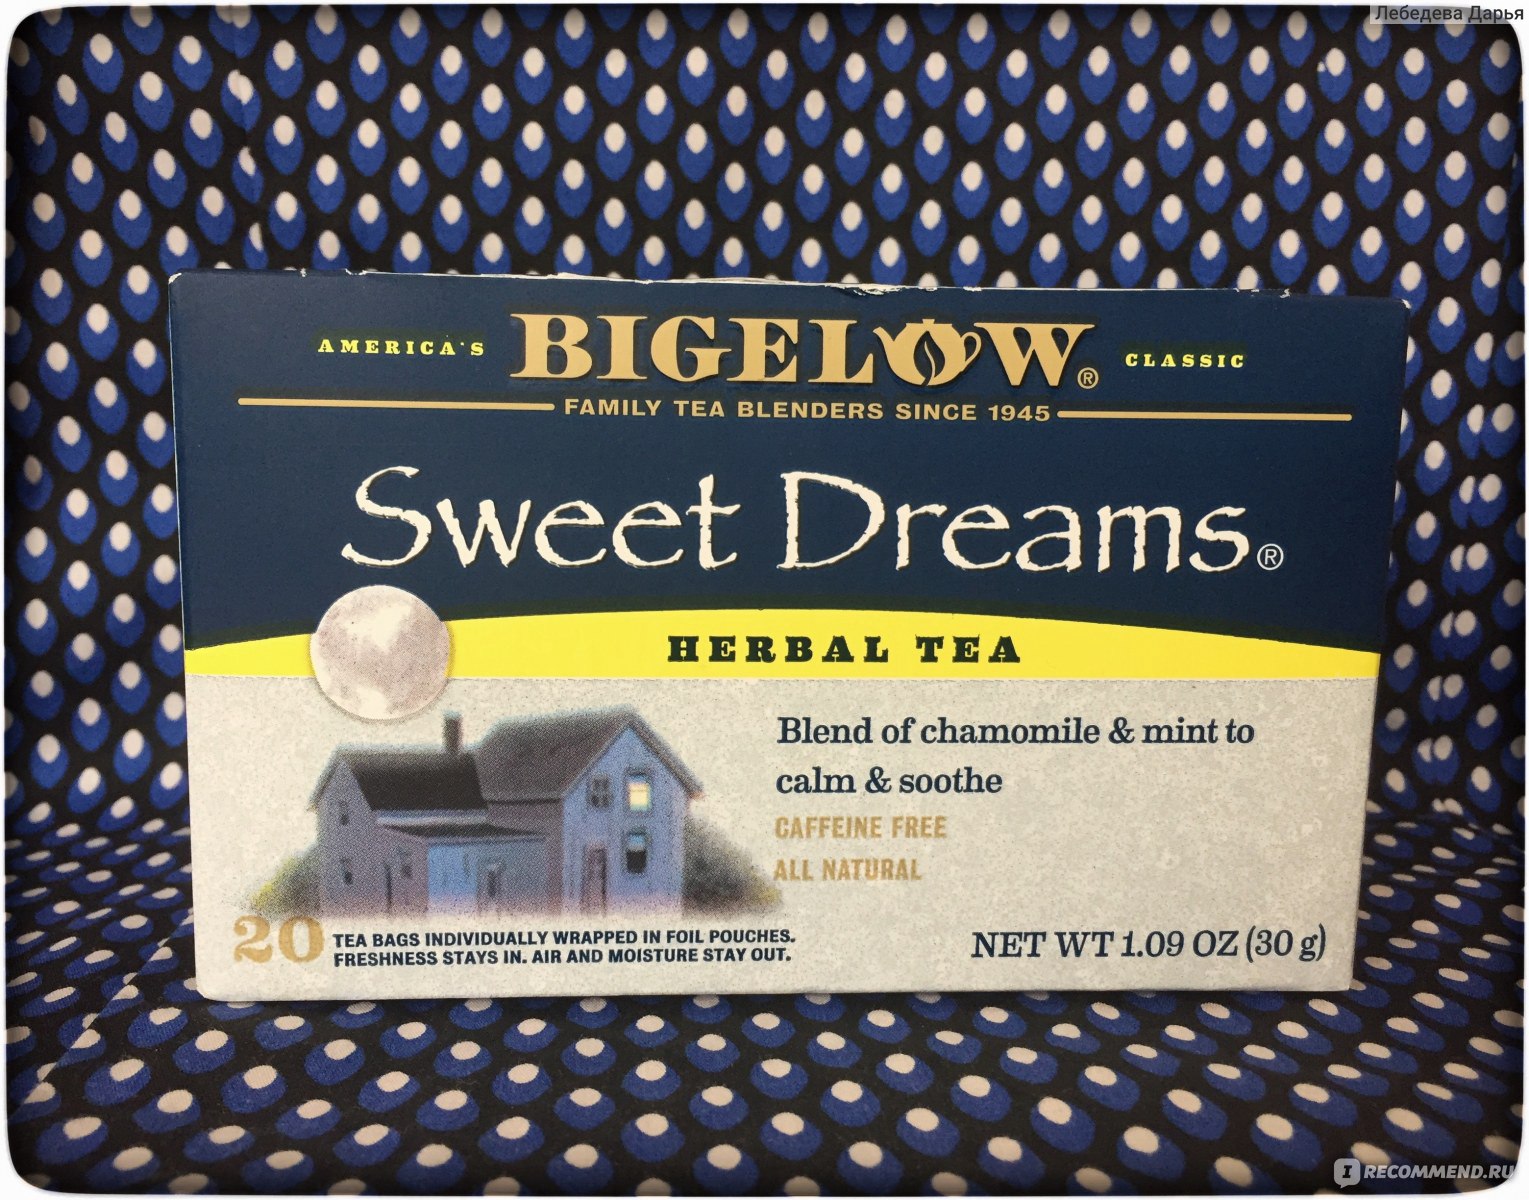 Лебедева Дарья
AMERICA'S BIGELOW® CLASSIC
FAMILY TEA BLENDERS SINCE 1945
Sweet Dreams®
HERBAL TEA
Blend of chamomile & mint to
calm & soothe
CAFFEINE FREE
ALL NATURAL
20 TEA BAGS INDIVIDUALLY WRAPPED IN FOIL POUCHES.
FRESHNESS STAYS IN. AIR AND MOISTURE STAY OUT.
NET WT 1.09 OZ (30 g)
I RECOMMEND.RU